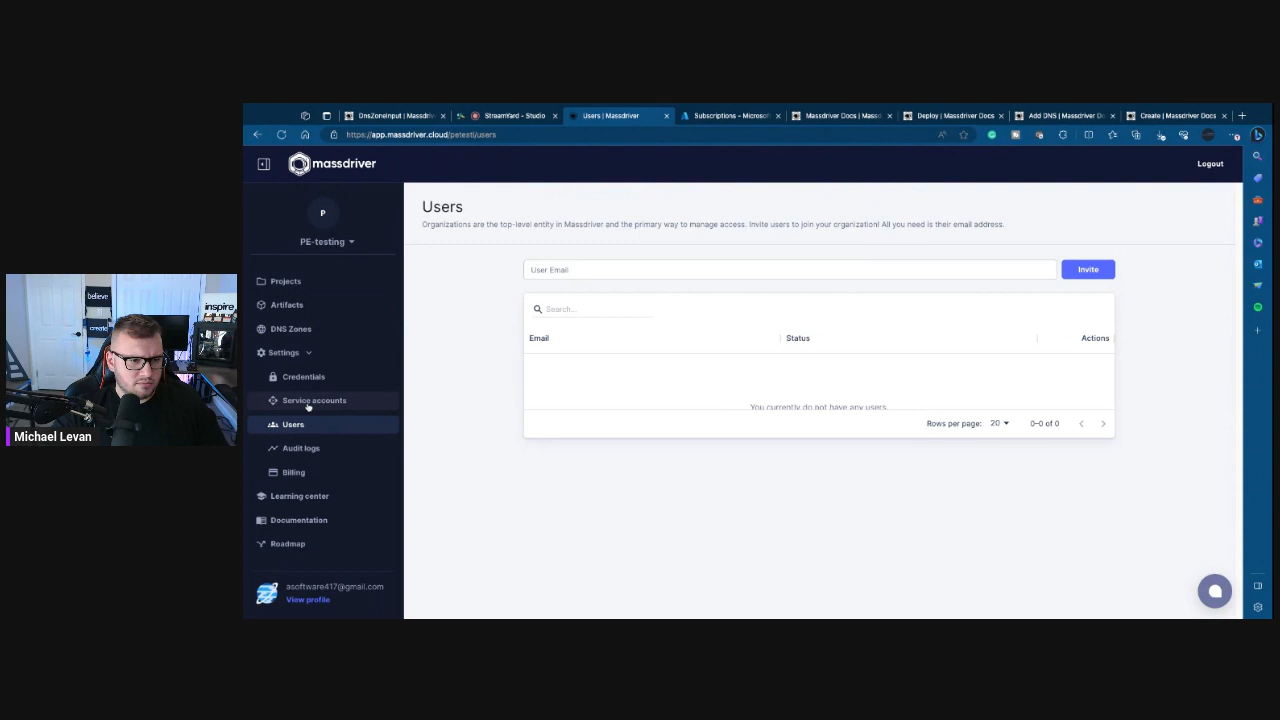 DnsZoneInput | Massdriv
StreamYard - Studio
Users | Massdriver
Subscriptions - Microsof
Massdriver Docs | Massd
Deploy | Massdriver Docs
Add DNS | Massdriver Do
Create | Massdriver Docs
https://app.massdriver.cloud/petesti/users
massdriver
Logout
P
PE-testing
Projects
Artifacts
DNS Zones
Settings
Credentials
Service accounts
Users
Audit logs
Billing
Learning center
Documentation
Roadmap
asoftware417@gmail.com
View profile
Users
Organizations are the top-level entity in Massdriver and the primary way to manage access. Invite users to join your organization! All you need is their email address.
User Email
Invite
Search...
Email Status Actions
You currently do not have any users.
Rows per page: 20 0–0 of 0
believe
create
inspire
Michael Levan